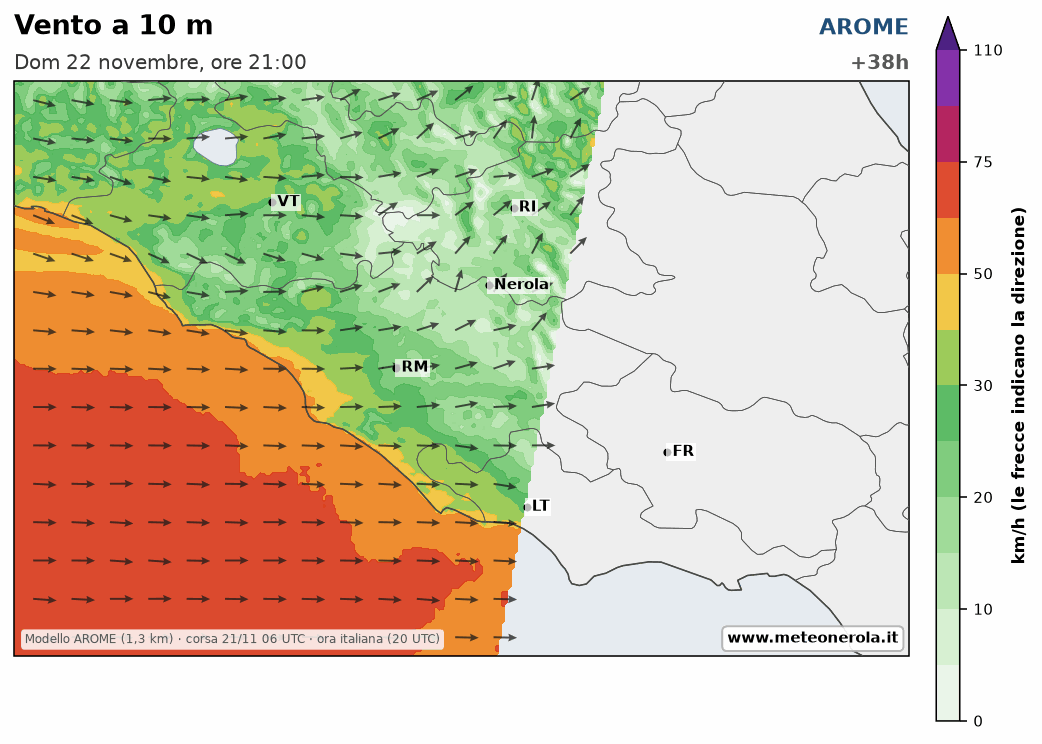 Vento a 10 m
AROME
Dom 22 novembre, ore 21:00
+38h
VT
RI
Nerola
RM
FR
LT
Modello AROME (1,3 km) · corsa 21/11 06 UTC · ora italiana (20 UTC)
www.meteonerola.it
110
75
50
30
20
10
0
km/h (le frecce indicano la direzione)